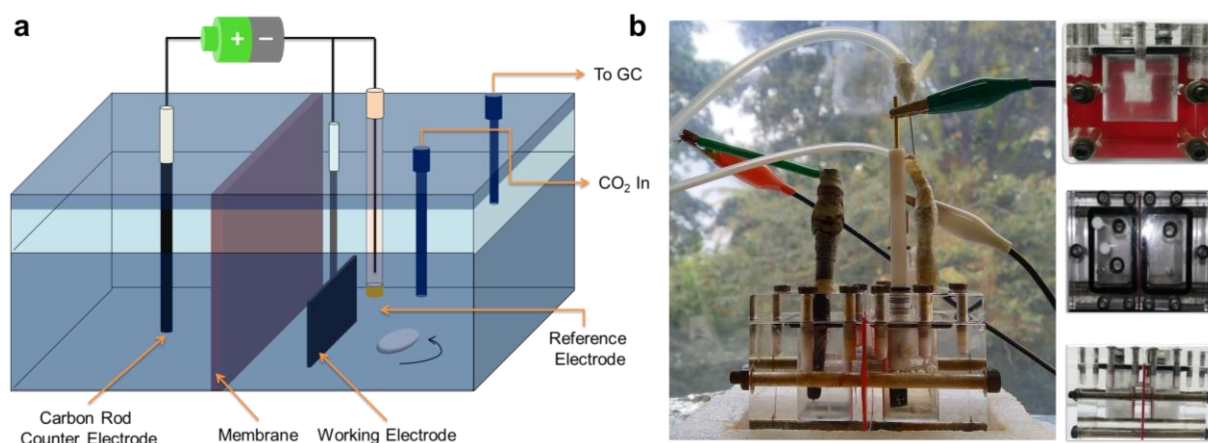 a
+ −
To GC
CO₂ In
Reference
Electrode
Carbon Rod
Counter Electrode
Membrane
Working Electrode
b